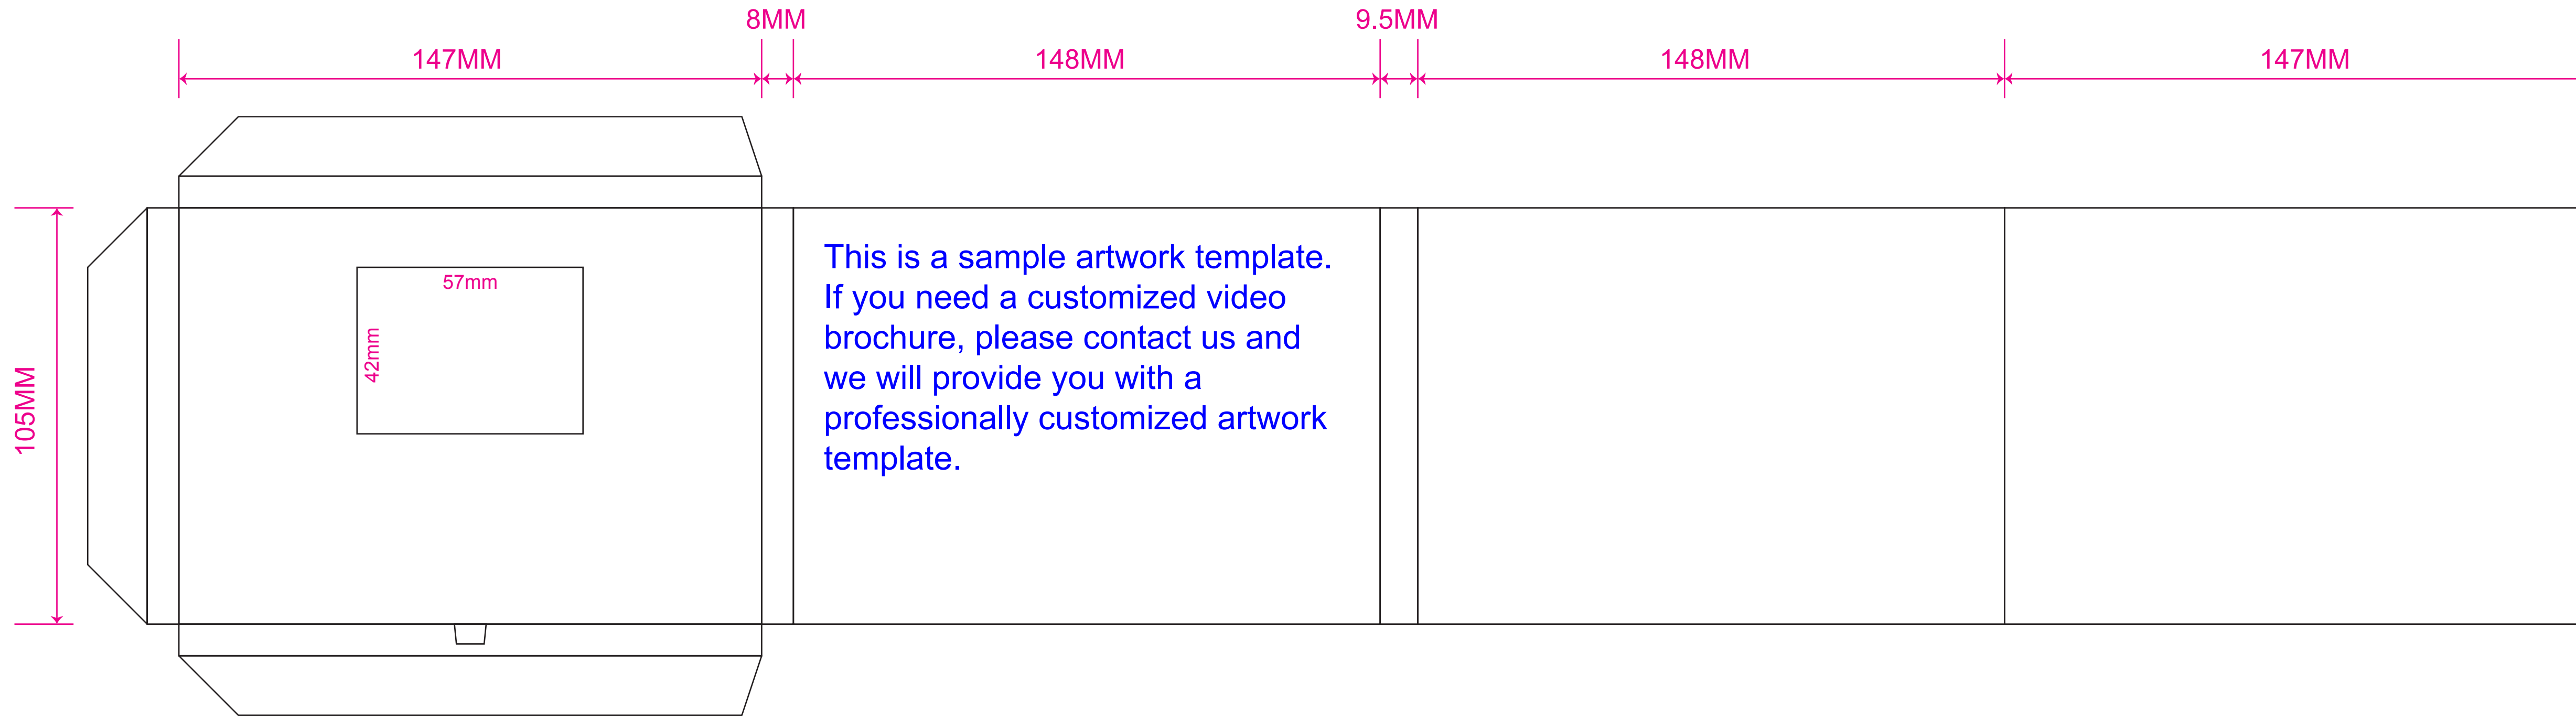 8MM
9.5MM
147MM
148MM
148MM
147MM
57mm
42mm
105MM
This is a sample artwork template.
If you need a customized video
brochure, please contact us and
we will provide you with a
professionally customized artwork
template.